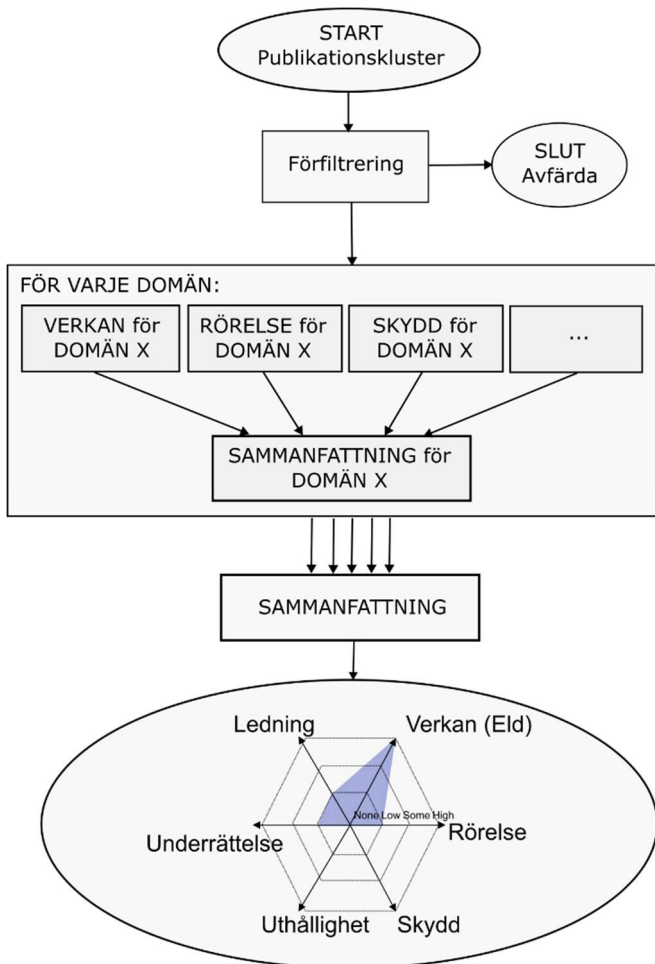 START
Publikationskluster
Förfiltrering
SLUT
Avfärda
FÖR VARJE DOMÄN:
VERKAN för
DOMÄN X
RÖRELSE för
DOMÄN X
SKYDD för
DOMÄN X
...
SAMMANFATTNING för
DOMÄN X
SAMMANFATTNING
Ledning
Verkan (Eld)
None Low Some High
Underrättelse
Rörelse
Uthållighet
Skydd